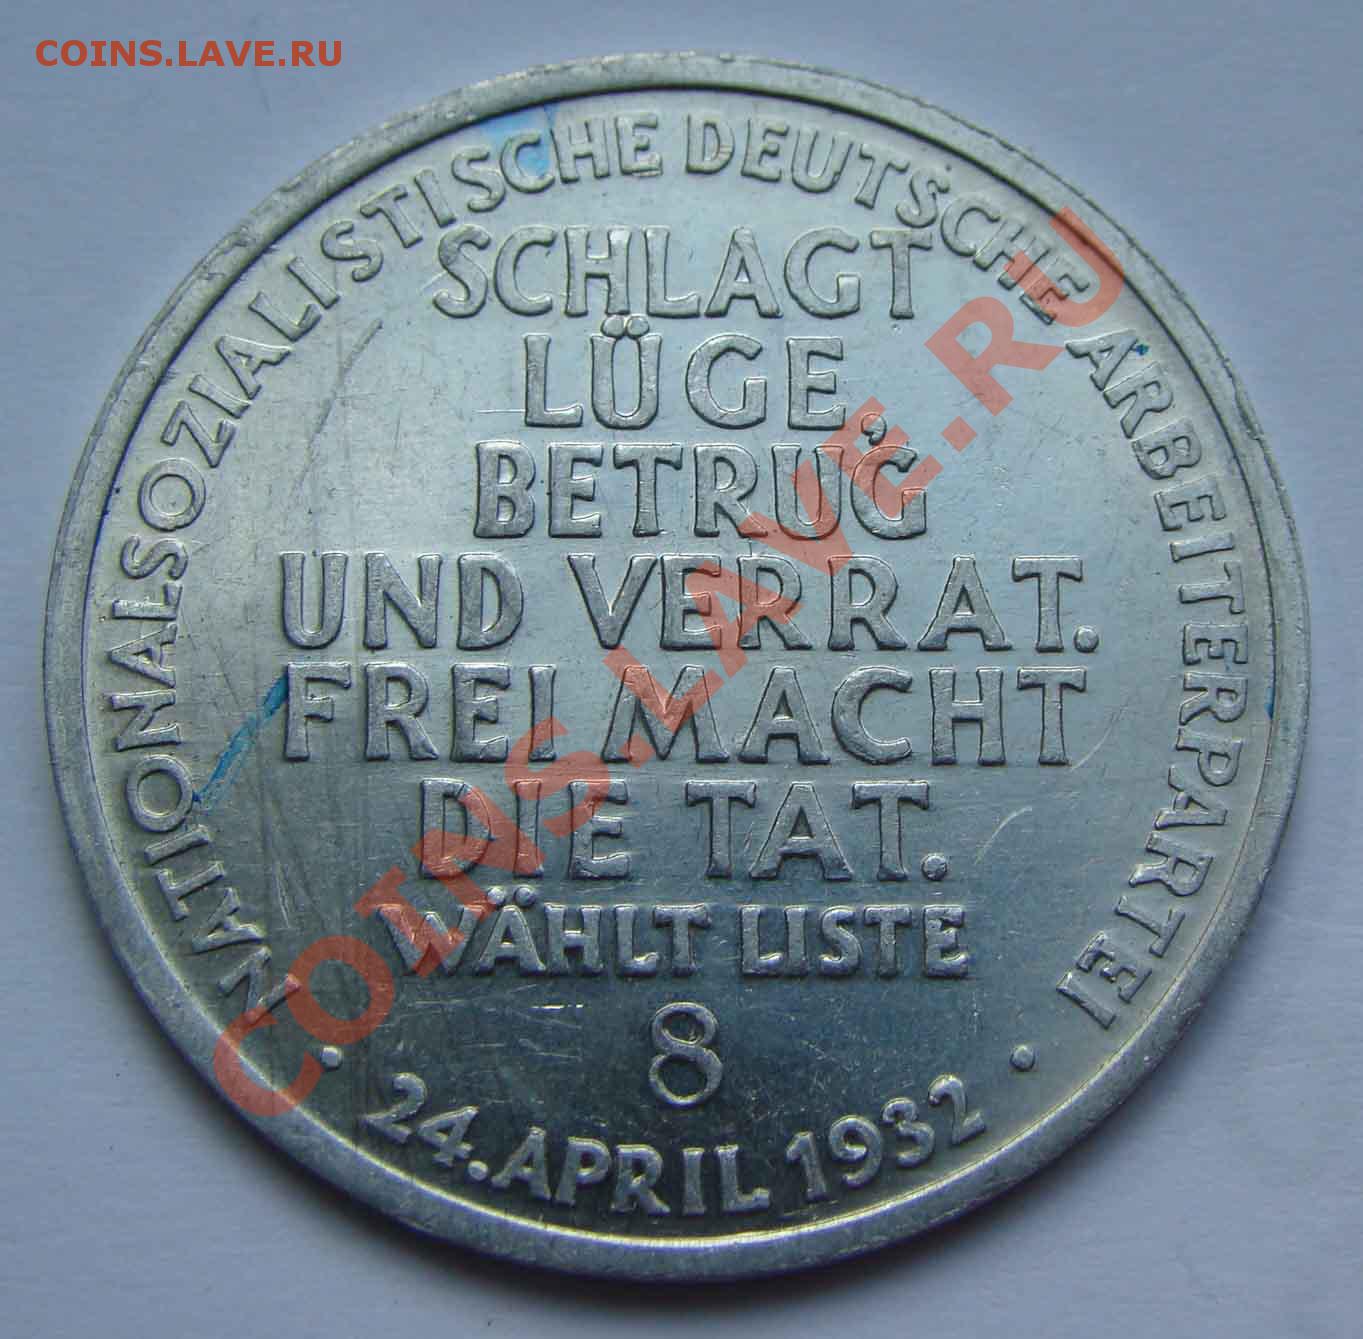 COINS.LAVE.RU
NATIONALSOZIALISTISCHE DEUTSCHE ARBEITERPARTEI
SCHLAGT
LÜGE,
BETRUG
UND VERRAT.
FREI MACHT
DIE TAT.
WÄHLT LISTE
8
• 24. APRIL 1932 •
COINS.LAVE.RU